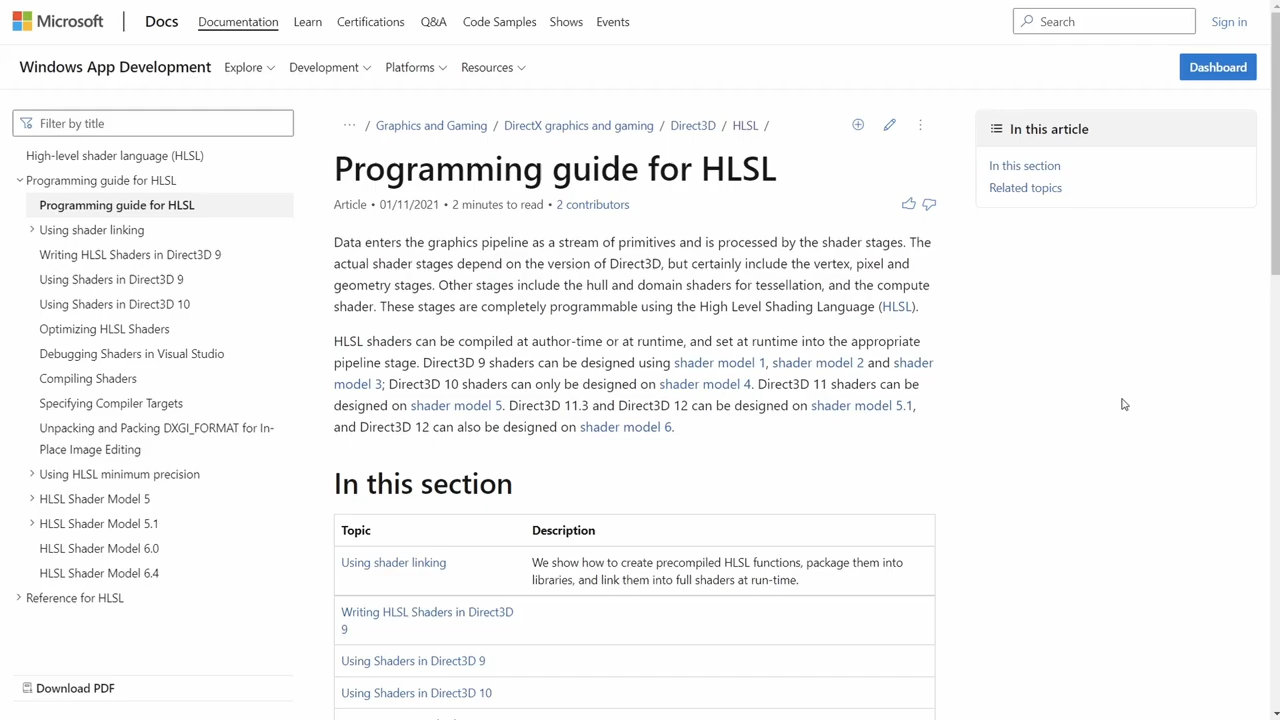 Microsoft
Docs
Documentation
Learn
Certifications
Q&A
Code Samples
Shows
Events
Search
Sign in
Windows App Development
Explore
Development
Platforms
Resources
Dashboard
Filter by title
High-level shader language (HLSL)
Programming guide for HLSL
Programming guide for HLSL
Using shader linking
Writing HLSL Shaders in Direct3D 9
Using Shaders in Direct3D 9
Using Shaders in Direct3D 10
Optimizing HLSL Shaders
Debugging Shaders in Visual Studio
Compiling Shaders
Specifying Compiler Targets
Unpacking and Packing DXGI_FORMAT for In-
Place Image Editing
Using HLSL minimum precision
HLSL Shader Model 5
HLSL Shader Model 5.1
HLSL Shader Model 6.0
HLSL Shader Model 6.4
Reference for HLSL
Download PDF
··· / Graphics and Gaming / DirectX graphics and gaming / Direct3D / HLSL /
Programming guide for HLSL
Article • 01/11/2021 • 2 minutes to read • 2 contributors
Data enters the graphics pipeline as a stream of primitives and is processed by the shader stages. The
actual shader stages depend on the version of Direct3D, but certainly include the vertex, pixel and
geometry stages. Other stages include the hull and domain shaders for tessellation, and the compute
shader. These stages are completely programmable using the High Level Shading Language (HLSL).
HLSL shaders can be compiled at author-time or at runtime, and set at runtime into the appropriate
pipeline stage. Direct3D 9 shaders can be designed using shader model 1, shader model 2 and shader
model 3; Direct3D 10 shaders can only be designed on shader model 4. Direct3D 11 shaders can be
designed on shader model 5. Direct3D 11.3 and Direct3D 12 can be designed on shader model 5.1,
and Direct3D 12 can also be designed on shader model 6.
In this section
Topic
Description
Using shader linking
We show how to create precompiled HLSL functions, package them into
libraries, and link them into full shaders at run-time.
Writing HLSL Shaders in Direct3D
9
Using Shaders in Direct3D 9
Using Shaders in Direct3D 10
In this article
In this section
Related topics